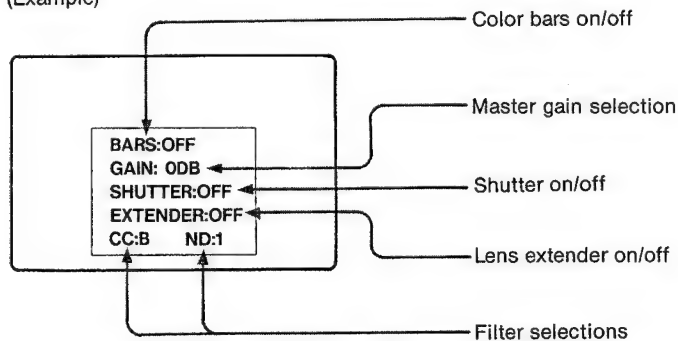 (Example)
Color bars on/off
Master gain selection
BARS:OFF
GAIN: 0DB
SHUTTER:OFF
EXTENDER:OFF
CC:B ND:1
Shutter on/off
Lens extender on/off
Filter selections